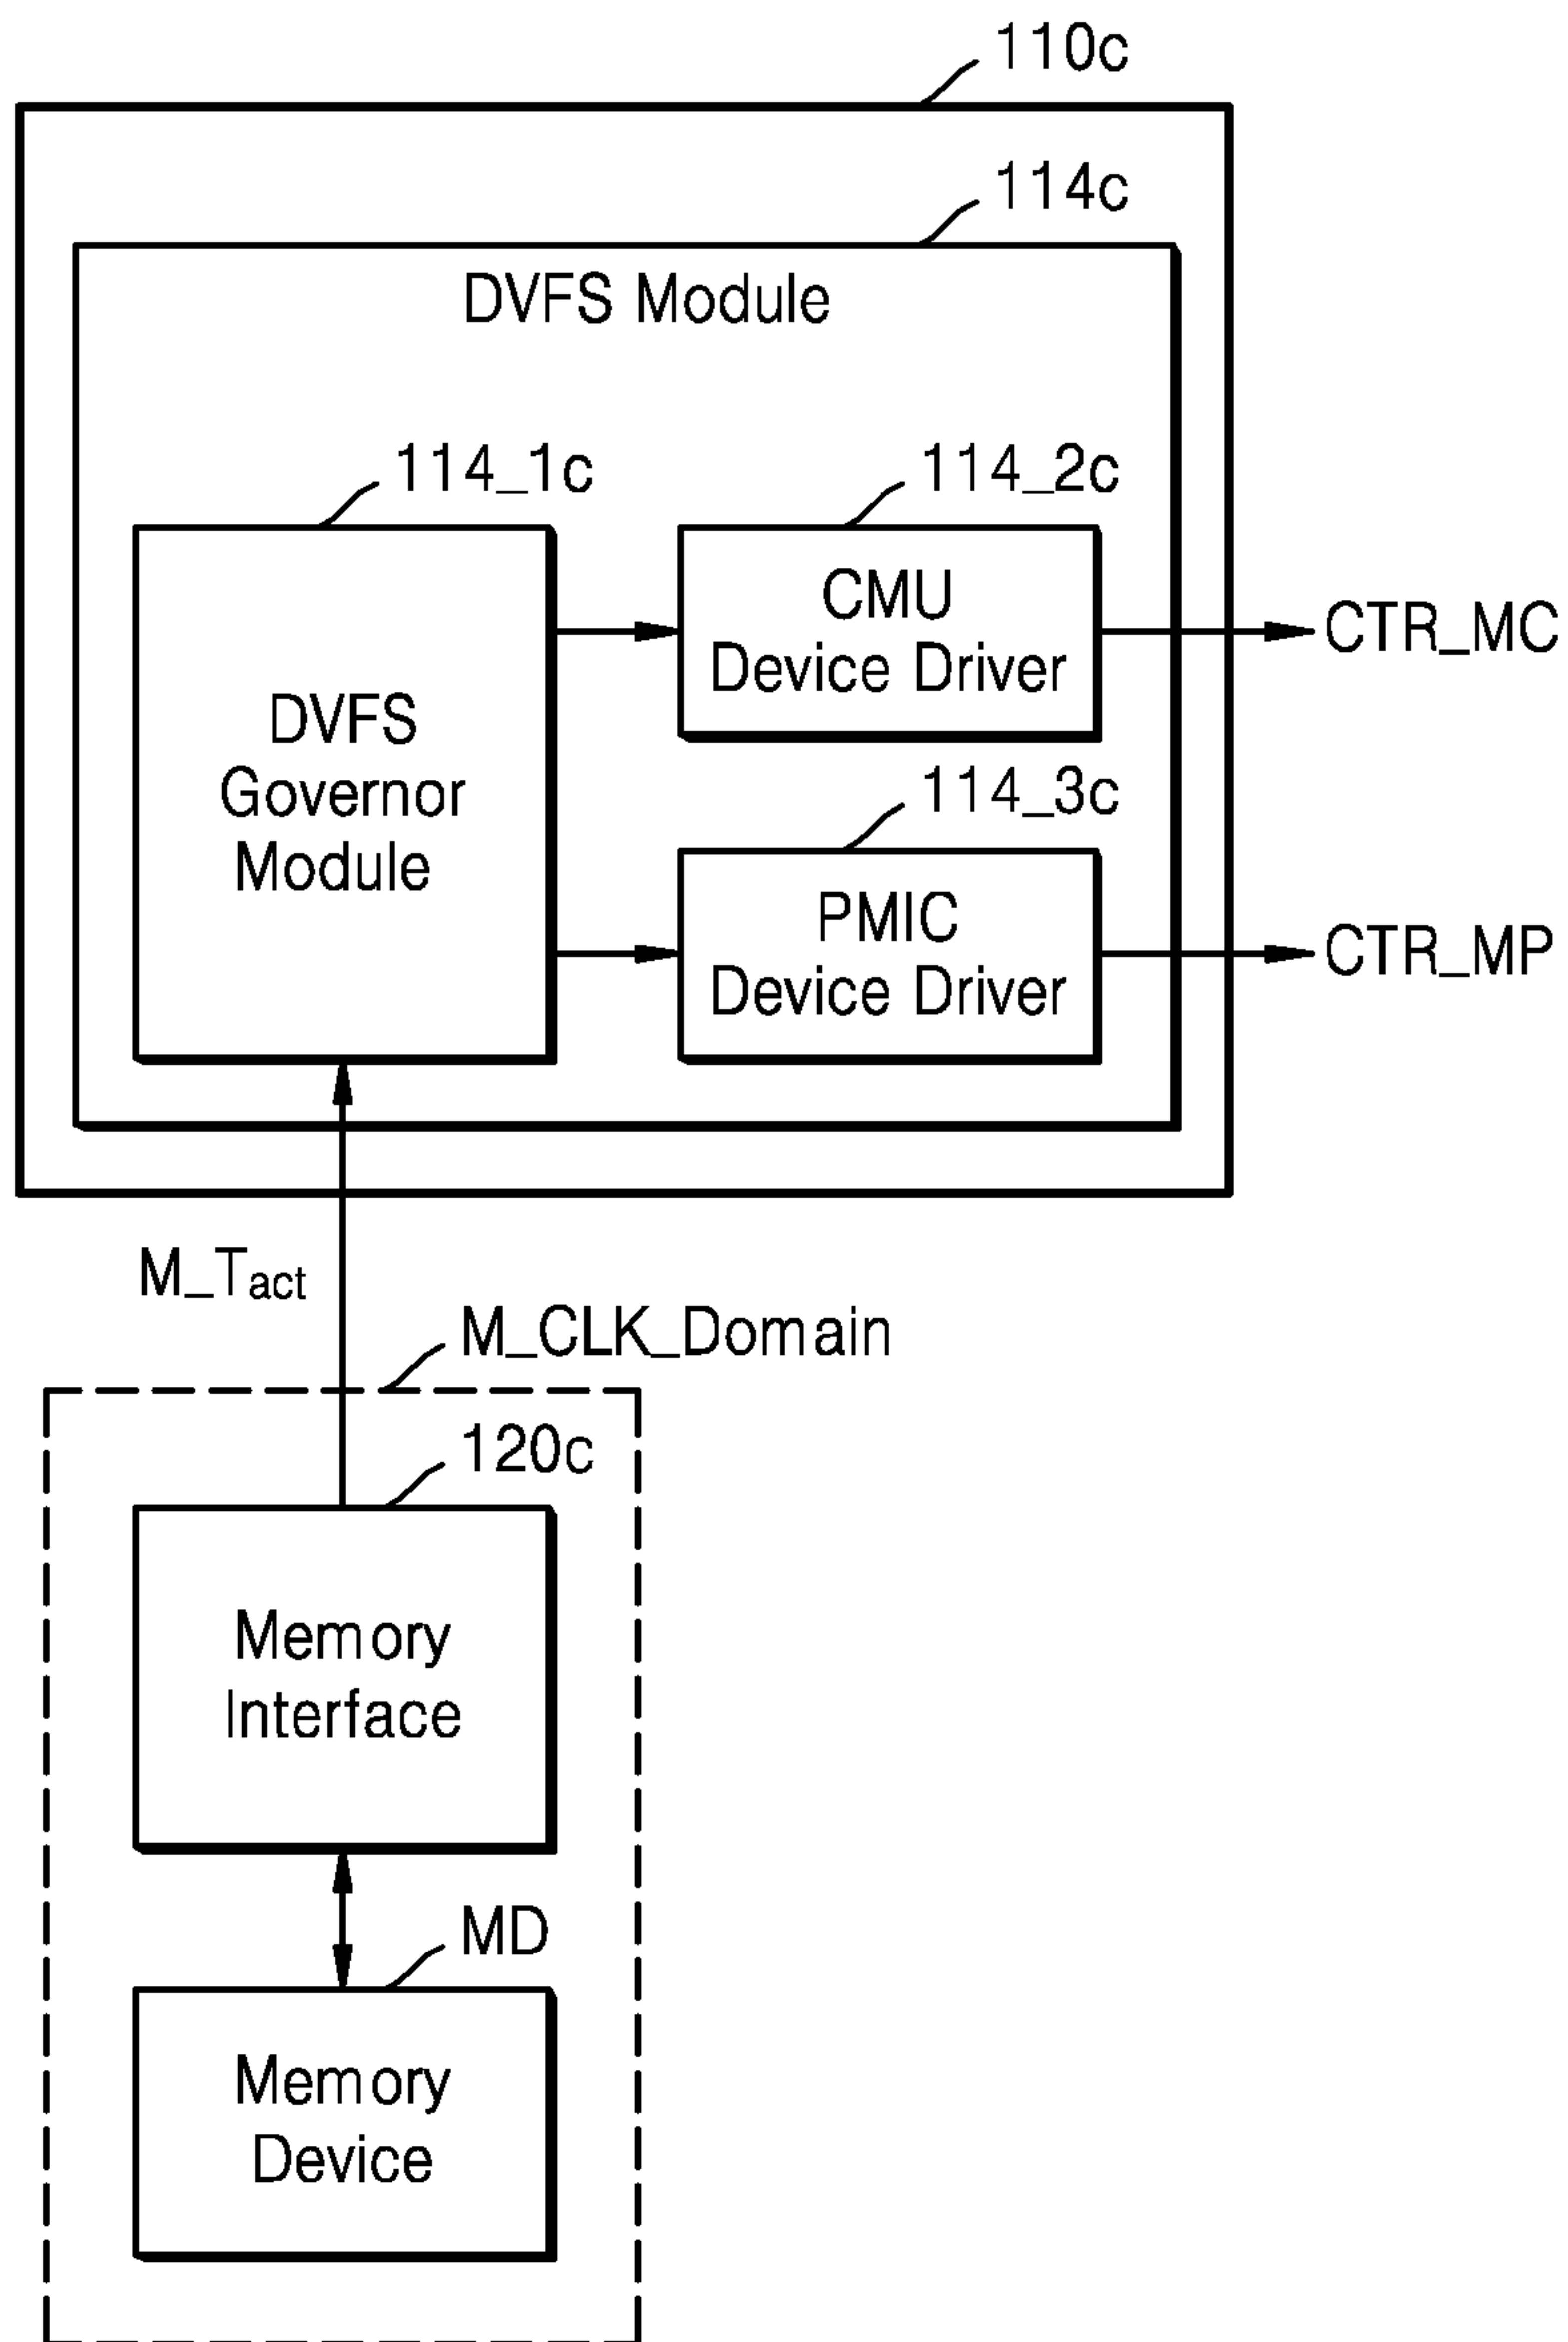 110c
114c
DVFS Module
114_1c
114_2c
DVFS
Governor
Module
CMU
Device Driver
CTR_MC
114_3c
PMIC
Device Driver
CTR_MP
M_Tact
M_CLK_Domain
120c
Memory
Interface
MD
Memory
Device